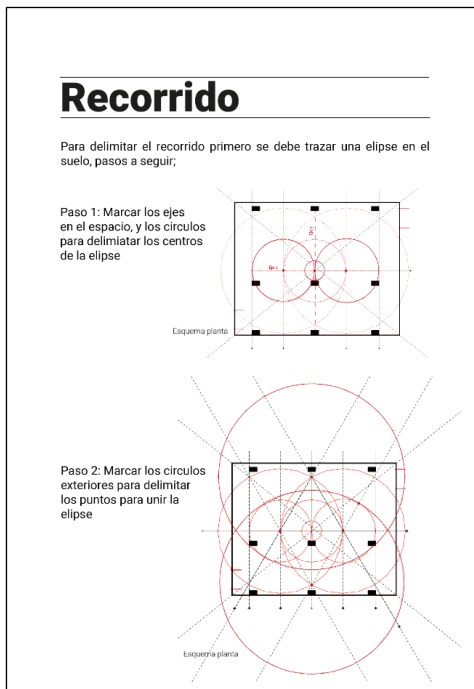 Recorrido
Para delimitar el recorrido primero se debe trazar una elipse en el
suelo, pasos a seguir;
Paso 1: Marcar los ejes
en el espacio, y los circulos
para delimiatar los centros
de la elipse
Esquema planta
Paso 2: Marcar los circulos
exteriores para delimitar
los puntos para unir la
elipse
Esquema planta